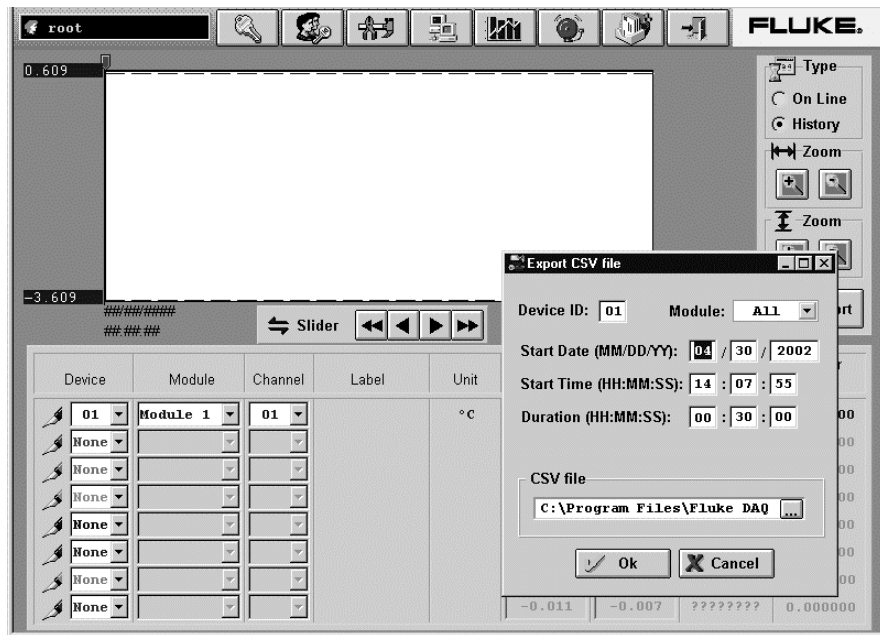 root
FLUKE.
0.609
Type
On Line
History
Zoom
Zoom
-3.609
##/##/####
##:##:##
Slider
Export CSV file
Device ID: 01 Module: All
Start Date (MM/DD/YY): 04 / 30 / 2002
Start Time (HH:MM:SS): 14 : 07 : 55
Duration (HH:MM:SS): 00 : 30 : 00
CSV file
C:\Program Files\Fluke DAQ ...
Ok Cancel
Device Module Channel Label Unit
01 Module 1 01 °C
None
None
None
None
None
None
None
-0.011 -0.007 ???????? 0.000000